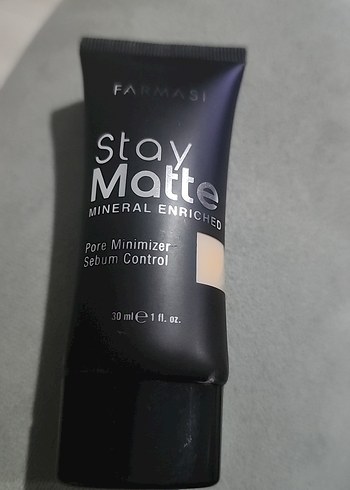 FARMASI
Stay
Matte
MINERAL ENRICHED
Pore Minimizer
Sebum Control
30 ml ℮ 1 fl. oz.